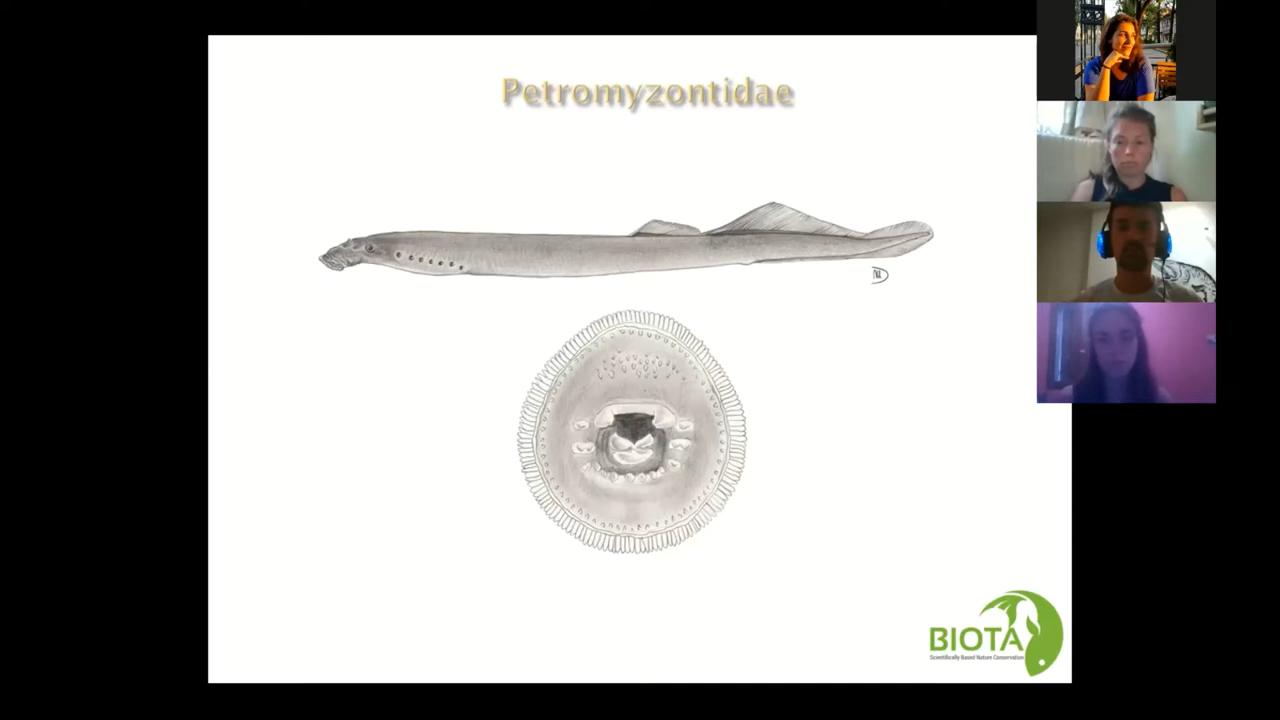 Petromyzontidae
BIOTA
Scientifically Based Nature Conservation